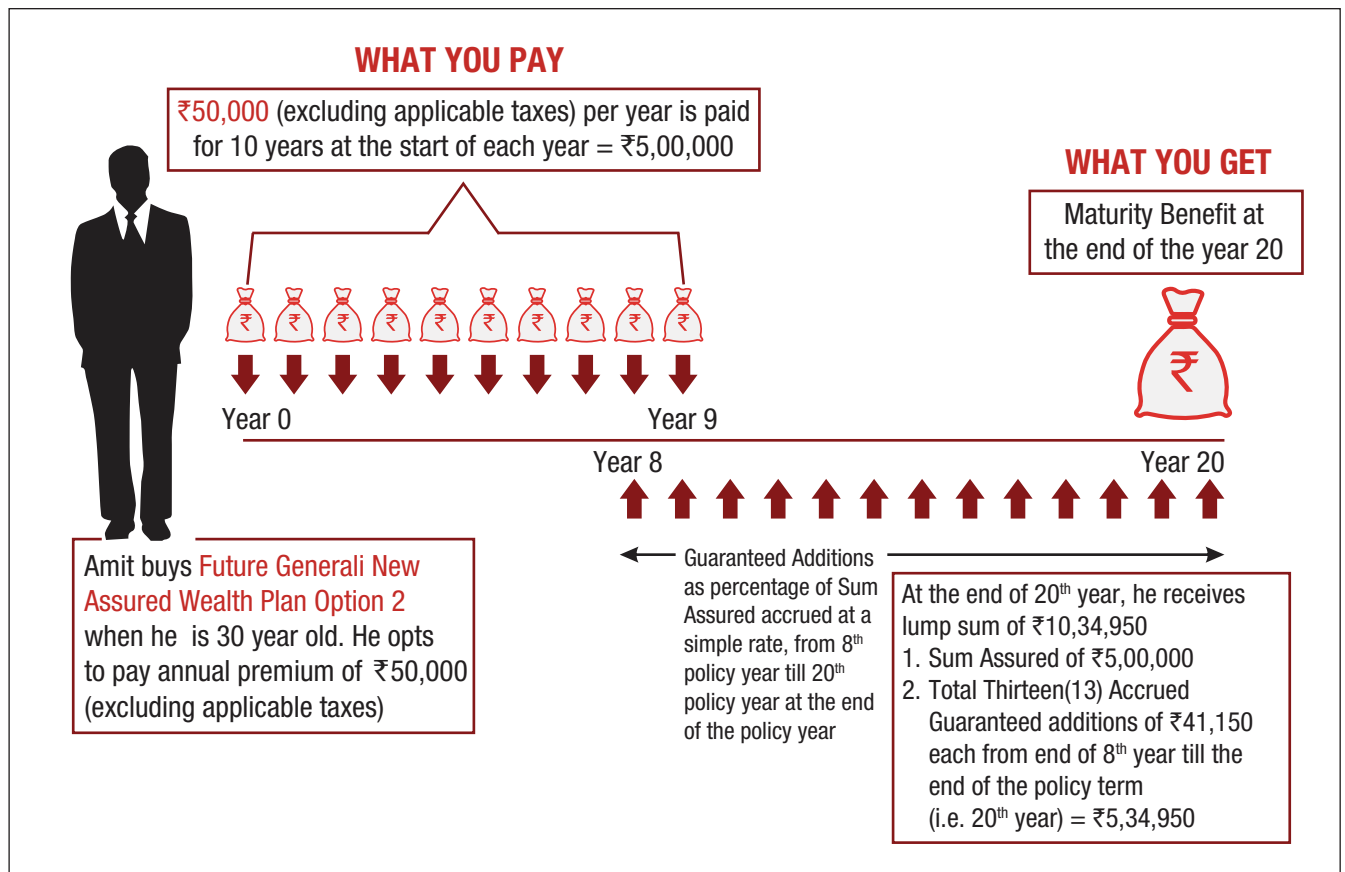 WHAT YOU PAY
₹50,000 (excluding applicable taxes) per year is paid
for 10 years at the start of each year = ₹5,00,000
WHAT YOU GET
Maturity Benefit at
the end of the year 20
₹
₹
₹
₹
₹
₹
₹
₹
₹
₹
₹
Year 0
Year 9
Year 8
Year 20
Amit buys Future Generali New
Assured Wealth Plan Option 2
when he is 30 year old. He opts
to pay annual premium of ₹50,000
(excluding applicable taxes)
Guaranteed Additions
as percentage of Sum
Assured accrued at a
simple rate, from 8th
policy year till 20th
policy year at the end
of the policy year
At the end of 20th year, he receives
lump sum of ₹10,34,950
1. Sum Assured of ₹5,00,000
2. Total Thirteen(13) Accrued
Guaranteed additions of ₹41,150
each from end of 8th year till the
end of the policy term
(i.e. 20th year) = ₹5,34,950